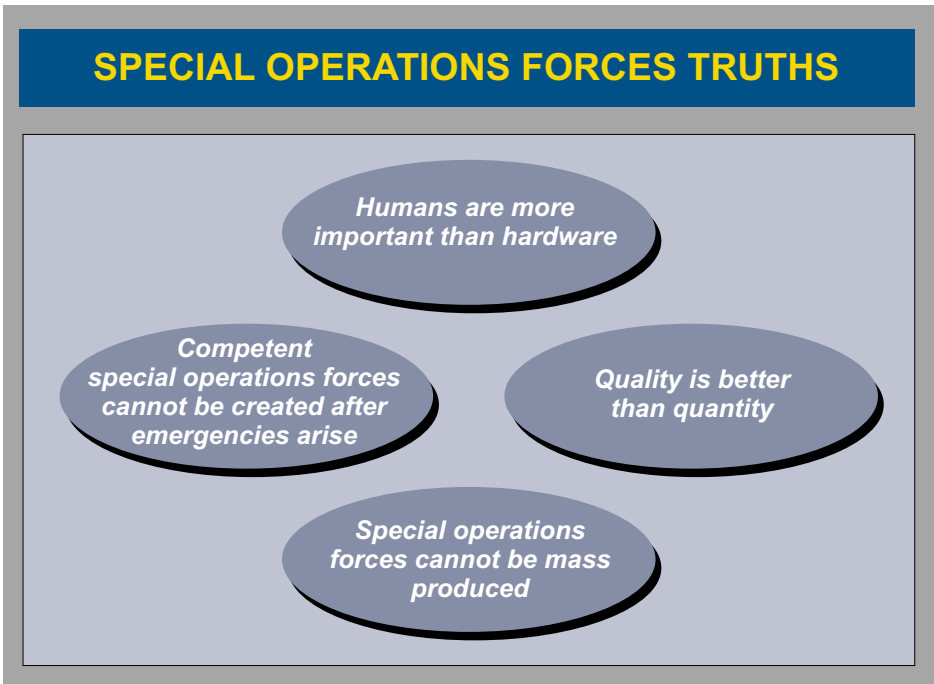 SPECIAL OPERATIONS FORCES TRUTHS
Humans are more
important than hardware
Competent
special operations forces
cannot be created after
emergencies arise
Quality is better
than quantity
Special operations
forces cannot be mass
produced